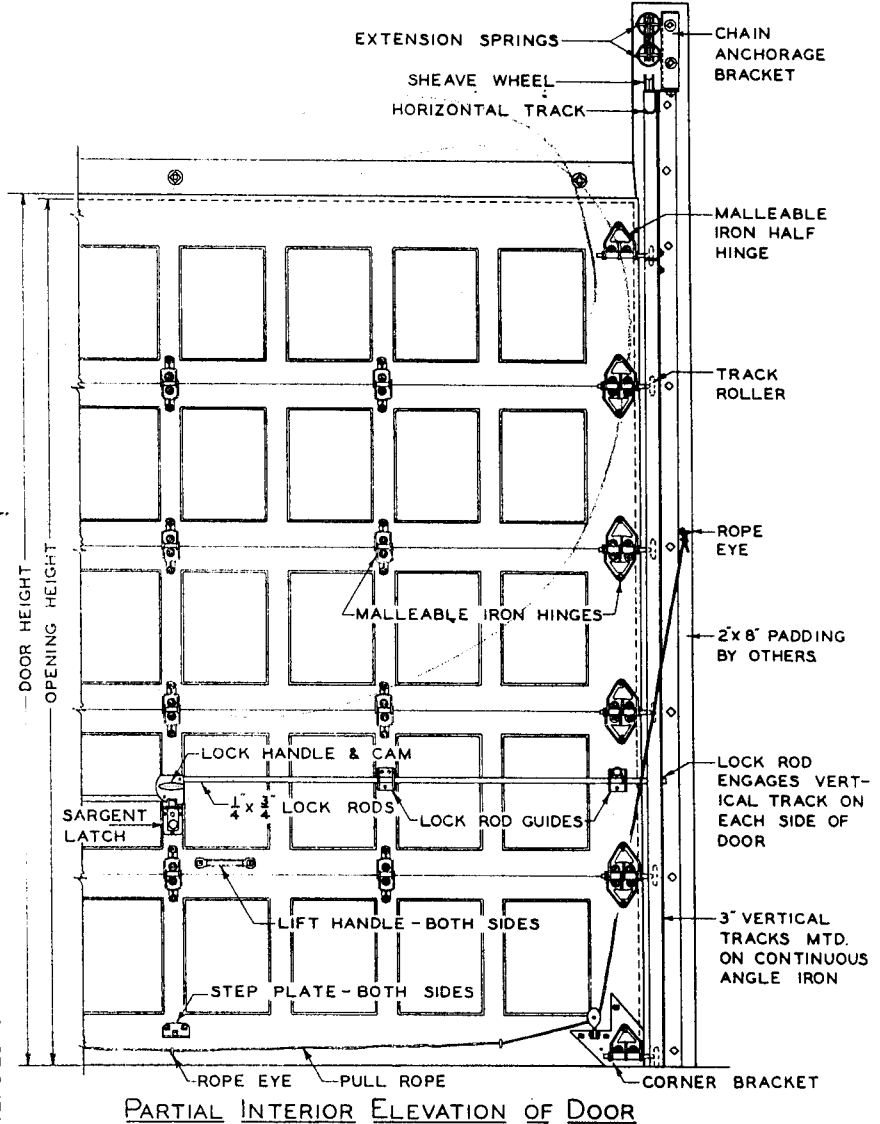 EXTENSION SPRINGS
CHAIN
ANCHORAGE
BRACKET
SHEAVE WHEEL
HORIZONTAL TRACK
MALLEABLE
IRON HALF
HINGE
TRACK
ROLLER
ROPE
EYE
DOOR HEIGHT
OPENING HEIGHT
MALLEABLE IRON HINGES
2"x 8" PADDING
BY OTHERS
LOCK HANDLE & CAM
1/4" x 3/4" LOCK RODS
LOCK ROD GUIDES
SARGENT
LATCH
LOCK ROD
ENGAGES VERT-
ICAL TRACK ON
EACH SIDE OF
DOOR
LIFT HANDLE - BOTH SIDES
3" VERTICAL
TRACKS MTD.
ON CONTINUOUS
ANGLE IRON
STEP PLATE - BOTH SIDES
ROPE EYE
PULL ROPE
CORNER BRACKET
PARTIAL INTERIOR ELEVATION OF DOOR